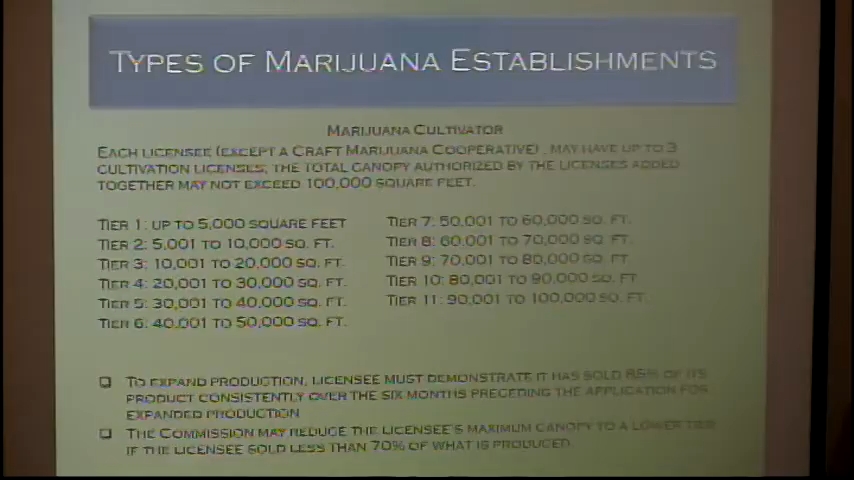 TYPES OF MARIJUANA ESTABLISHMENTS
MARIJUANA CULTIVATOR
EACH LICENSEE (EXCEPT A CRAFT MARIJUANA COOPERATIVE), MAY HAVE UP TO 3
CULTIVATION LICENSES; THE TOTAL CANOPY AUTHORIZED BY THE LICENSES ADDED
TOGETHER MAY NOT EXCEED 100,000 SQUARE FEET.
TIER 1: UP TO 5,000 SQUARE FEET
TIER 2: 5,001 TO 10,000 SQ. FT.
TIER 3: 10,001 TO 20,000 SQ. FT.
TIER 4: 20,001 TO 30,000 SQ. FT.
TIER 5: 30,001 TO 40,000 SQ. FT.
TIER 6: 40,001 TO 50,000 SQ. FT.
TIER 7: 50,001 TO 60,000 SQ. FT.
TIER 8: 60,001 TO 70,000 SQ. FT.
TIER 9: 70,001 TO 80,000 SQ. FT.
TIER 10: 80,001 TO 90,000 SQ. FT
TIER 11: 90,001 TO 100,000 SQ. FT.
TO EXPAND PRODUCTION, LICENSEE MUST DEMONSTRATE IT HAS SOLD 85% OF ITS
PRODUCT CONSISTENTLY OVER THE SIX MONTHS PRECEDING THE APPLICATION FOR
EXPANDED PRODUCTION
THE COMMISSION MAY REDUCE THE LICENSEE'S MAXIMUM CANOPY TO A LOWER TIER
IF THE LICENSEE SOLD LESS THAN 70% OF WHAT IS PRODUCED.